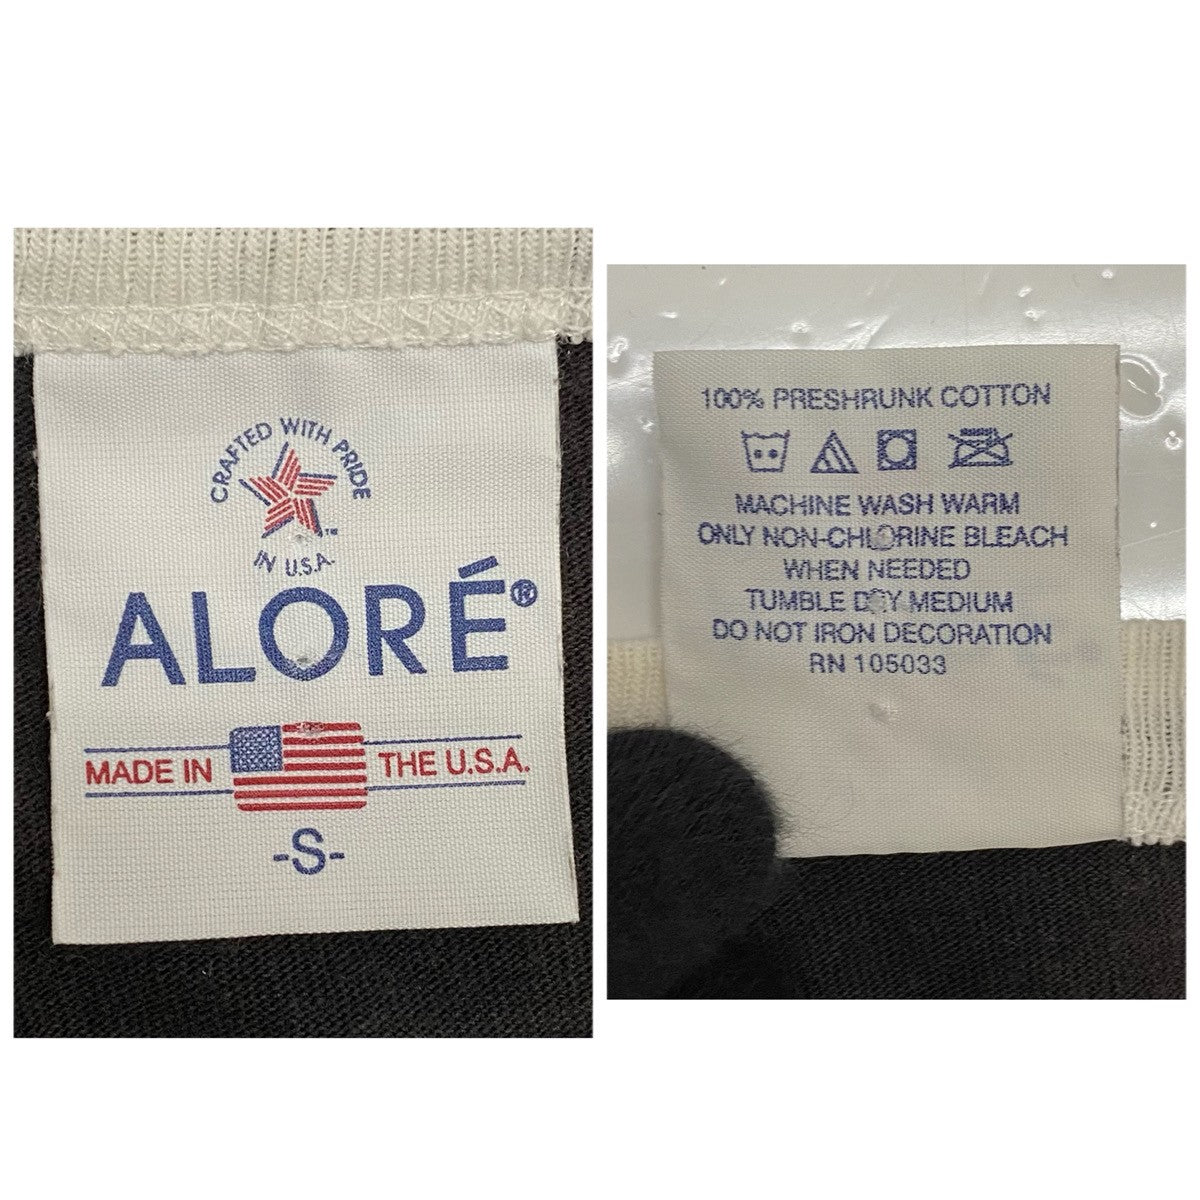 CRAFTED WITH PRIDE
IN U.S.A.
™
ALORÉ®
MADE IN THE U.S.A.
-S-
100% PRESHRUNK COTTON
MACHINE WASH WARM
ONLY NON-CHLORINE BLEACH
WHEN NEEDED
TUMBLE DRY MEDIUM
DO NOT IRON DECORATION
RN 105033